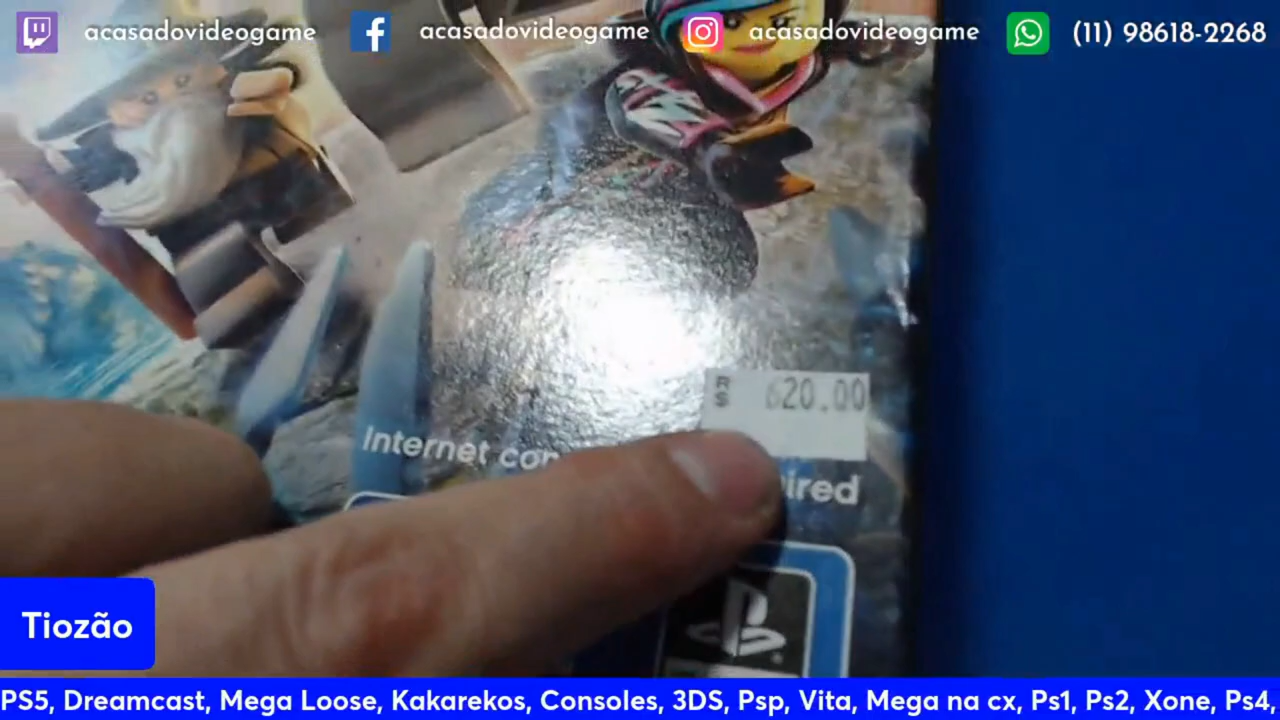 acasadovideogame acasadovideogame acasadovideogame (11) 98618-2268
R$ 620.00
Internet
Tiozão
PS5, Dreamcast, Mega Loose, Kakarekos, Consoles, 3DS, Psp, Vita, Mega na cx, Ps1, Ps2, Xone, Ps4,